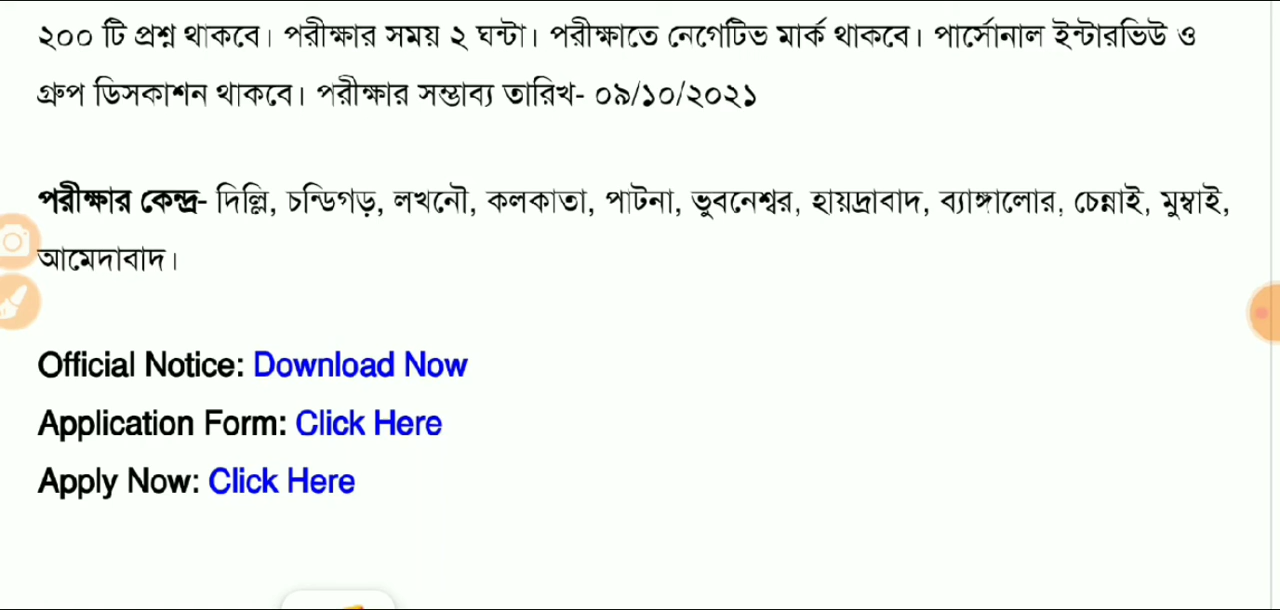 ২০০ টি প্রশ্ন থাকবে। পরীক্ষার সময় ২ ঘন্টা। পরীক্ষাতে নেগেটিভ মার্ক থাকবে। পার্সোনাল ইন্টারভিউ ও
গ্রুপ ডিসকাশন থাকবে। পরীক্ষার সম্ভাব্য তারিখ- ০৯/১০/২০২১
পরীক্ষার কেন্দ্র- দিল্লি, চন্ডিগড়, লখনৌ, কলকাতা, পাটনা, ভুবনেশ্বর, হায়দ্রাবাদ, ব্যাঙ্গালোর, চেন্নাই, মুম্বাই,
আমেদাবাদ।
Official Notice: Download Now
Application Form: Click Here
Apply Now: Click Here